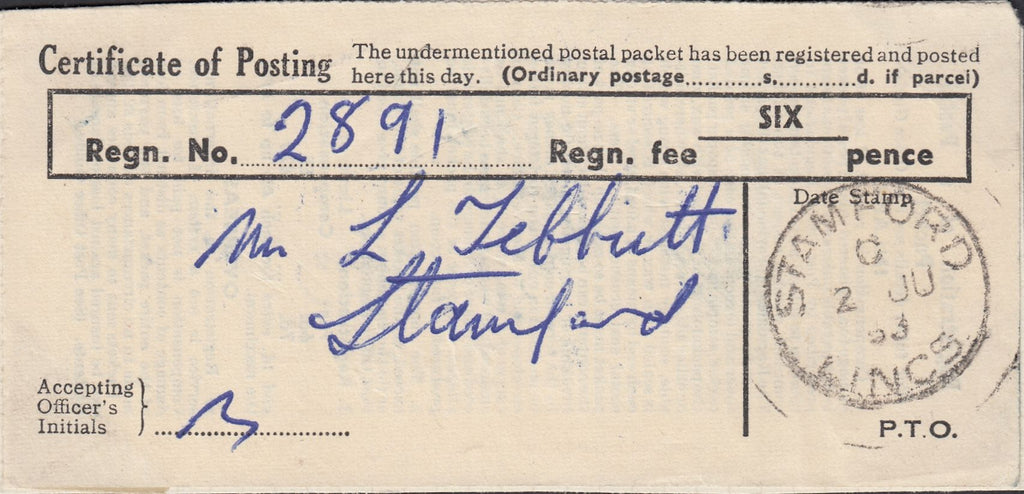 Certificate of Posting
The undermentioned postal packet has been registered and posted
here this day. (Ordinary postage..........s...........d. if parcel)
Regn. No. 2891 Regn. fee SIX pence
Mr L Tebbutt
Stamford
Date Stamp
STAMFORD
C
2 JU
53
LINCS
Accepting
Officer's
Initials
P.T.O.